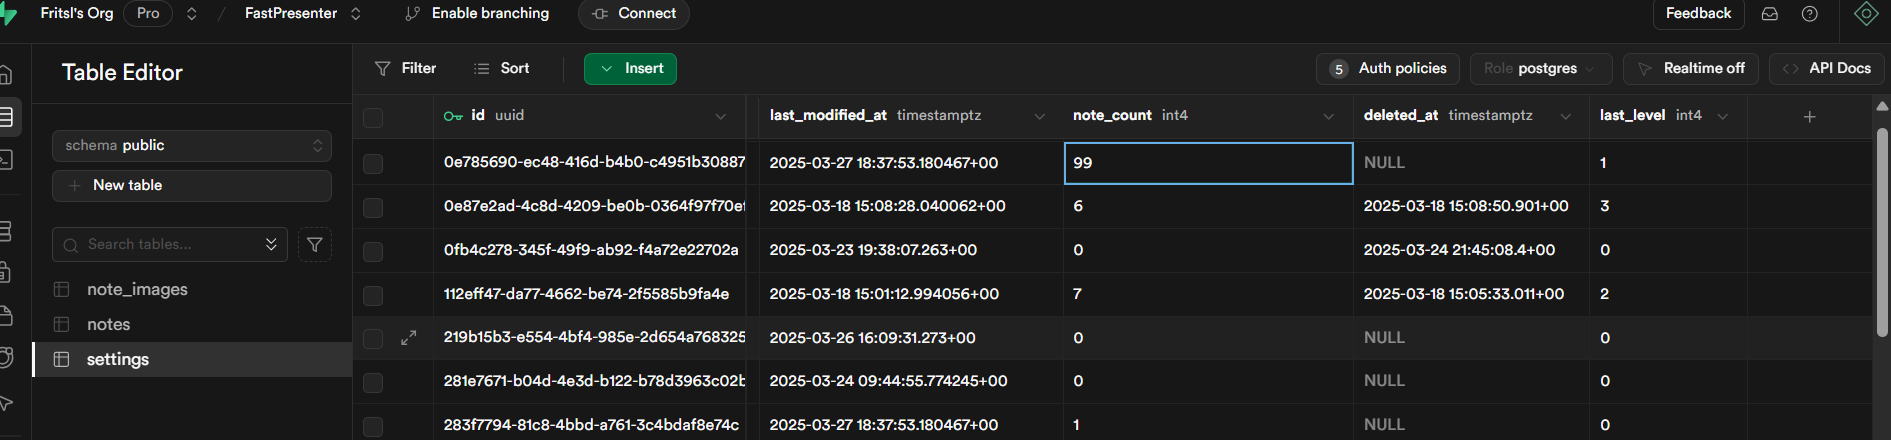 Fritsl's Org Pro / FastPresenter Enable branching Connect Feedback
Table Editor
Filter Sort Insert 5 Auth policies Role postgres Realtime off API Docs
schema public
New table
Search tables...
note_images
notes
settings
id uuid last_modified_at timestamptz note_count int4 deleted_at timestamptz last_level int4
0e785690-ec48-416d-b4b0-c4951b30887 2025-03-27 18:37:53.180467+00 99 NULL 1
0e87e2ad-4c8d-4209-be0b-0364f97f70ef 2025-03-18 15:08:28.040062+00 6 2025-03-18 15:08:50.901+00 3
0fb4c278-345f-49f9-ab92-f4a72e22702a 2025-03-23 19:38:07.263+00 0 2025-03-24 21:45:08.4+00 0
112eff47-da77-4662-be74-2f5585b9fa4e 2025-03-18 15:01:12.994056+00 7 2025-03-18 15:05:33.011+00 2
219b15b3-e554-4bf4-985e-2d654a768325 2025-03-26 16:09:31.273+00 0 NULL 0
281e7671-b04d-4e3d-b122-b78d3963c02b 2025-03-24 09:44:55.774245+00 0 NULL 0
283f7794-81c8-4bbd-a761-3c4bdaf8e74c 2025-03-27 18:37:53.180467+00 1 NULL 0